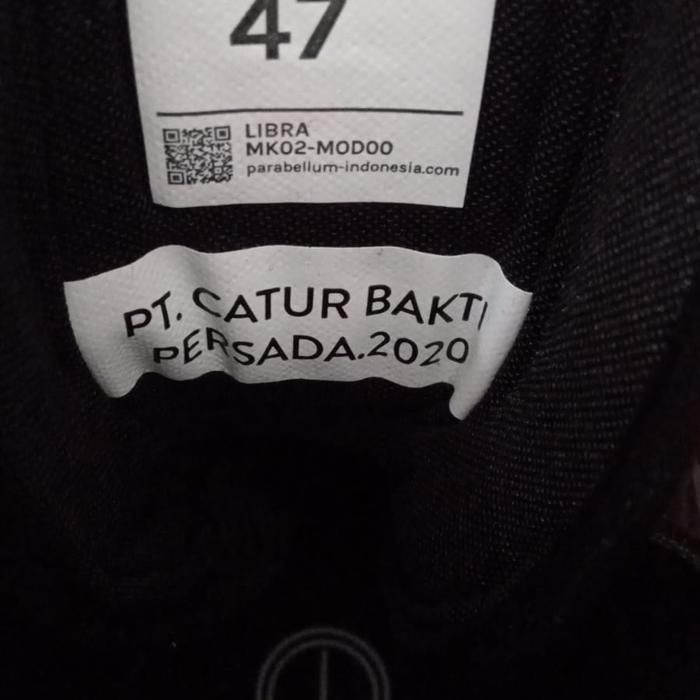 47
LIBRA
MK02-MOD00
parabellum-indonesia.com
PT. CATUR BAKTI
PERSADA.2020